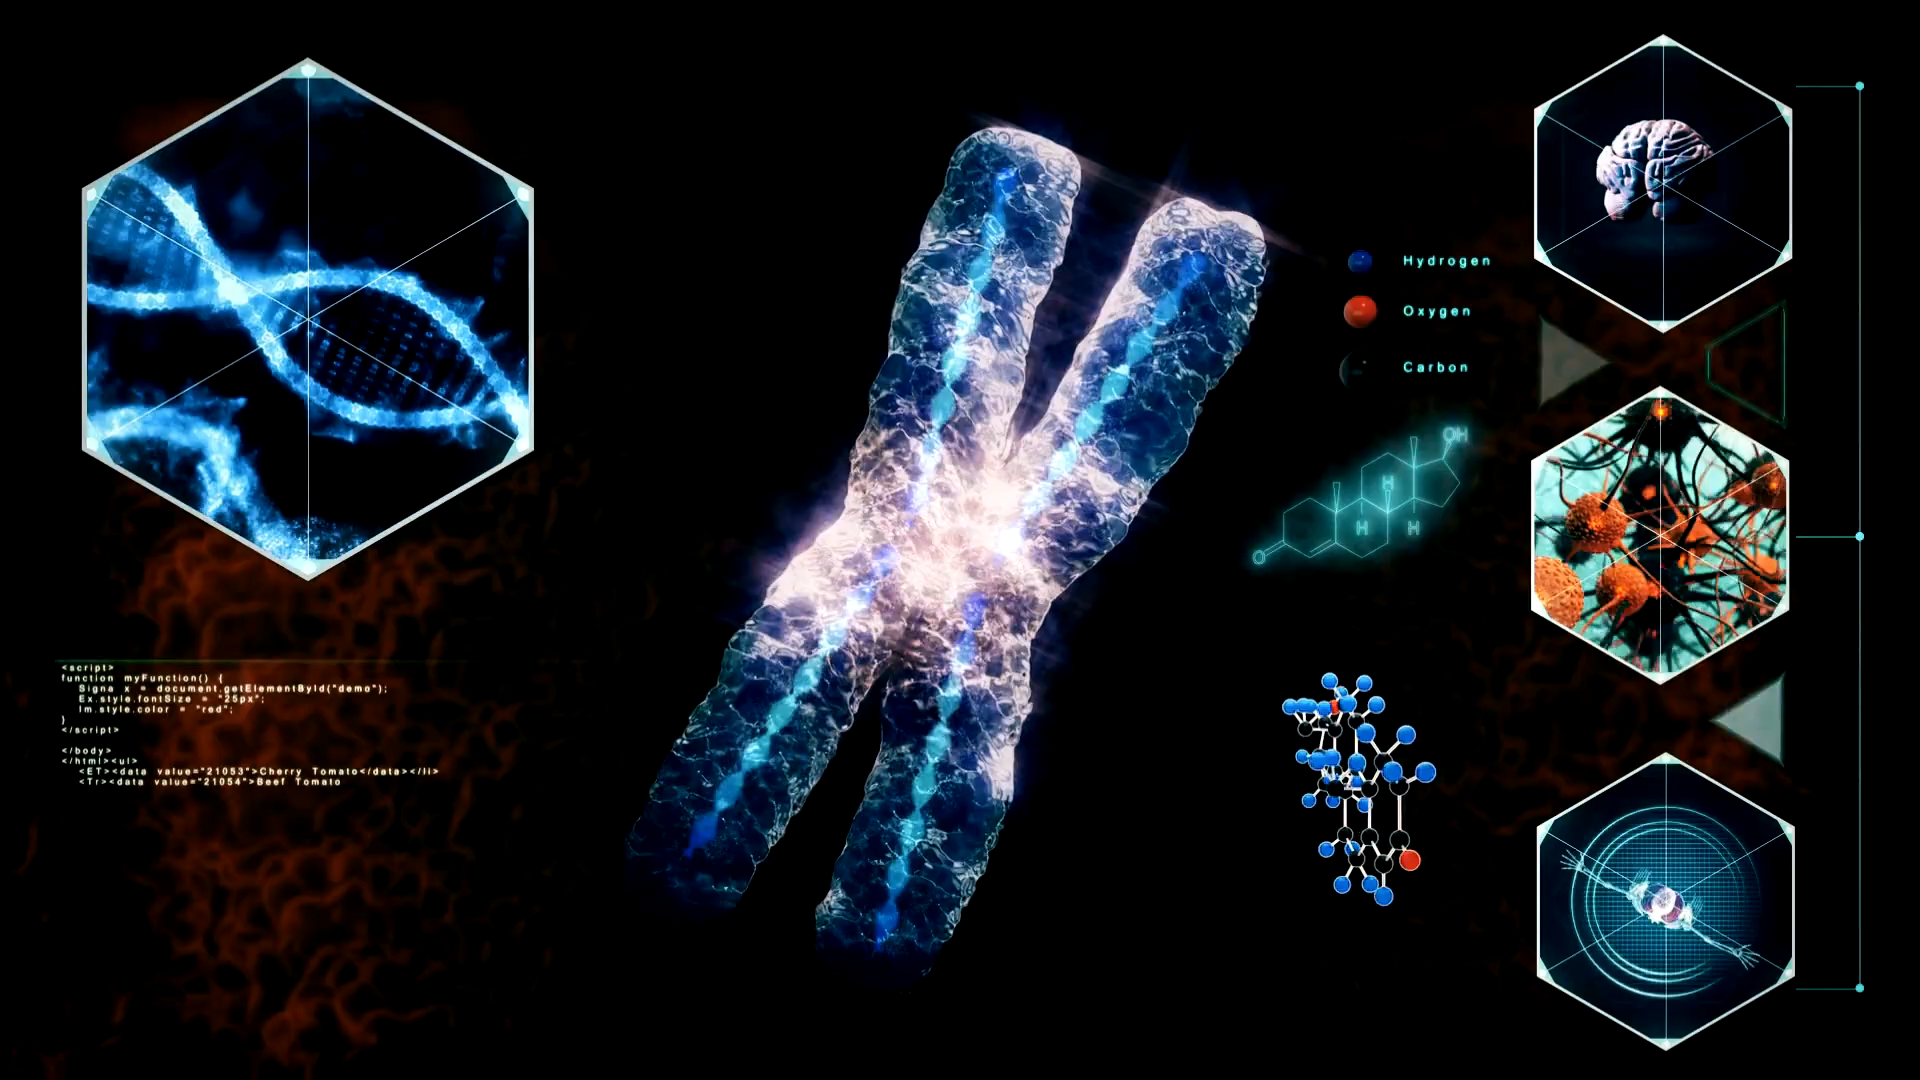 Hydrogen
Oxygen
Carbon
OH
H
H
H
O
<script>
function myFunction() {
Signa x = document.getElementById("demo");
Ex.style.fontSize = "25px";
Im.style.color = "red";
}
</script>
</body>
</html><ul>
<ET><data value="21053">Cherry Tomato</data></li>
<Tr><data value="21054">Beef Tomato